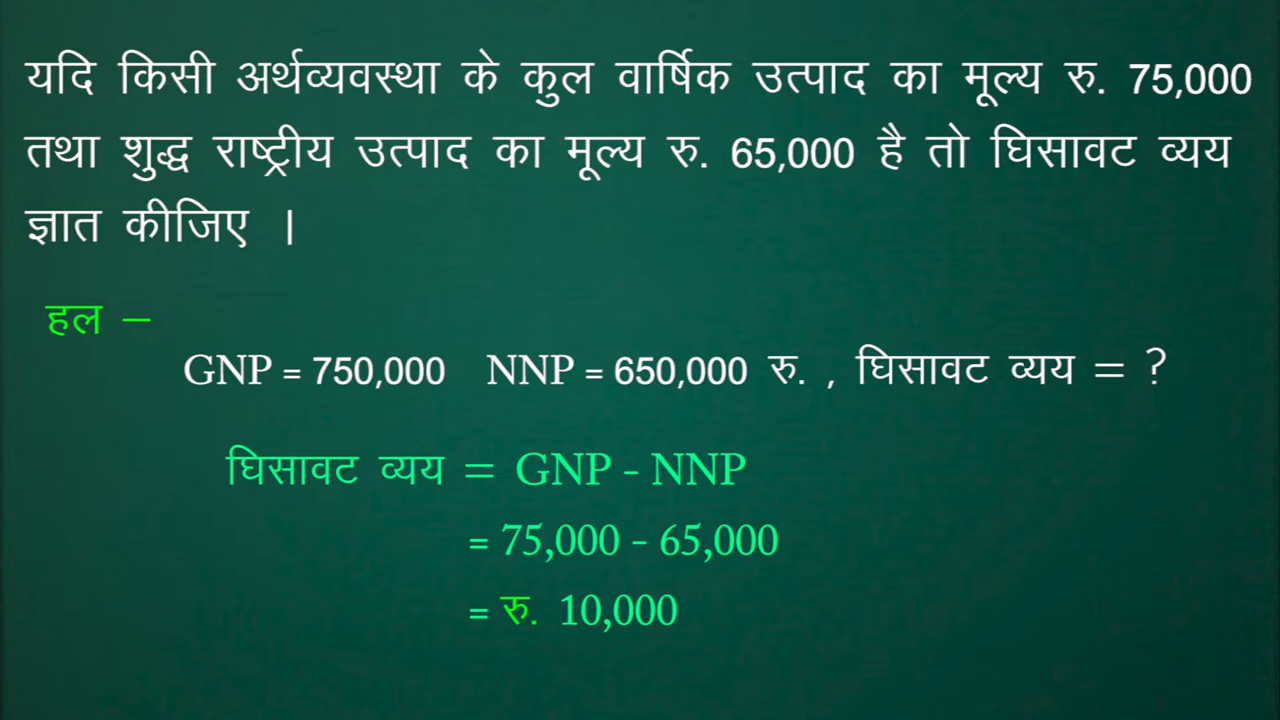 यदि किसी अर्थव्यवस्था के कुल वार्षिक उत्पाद का मूल्य रु. 75,000
तथा शुद्ध राष्ट्रीय उत्पाद का मूल्य रु. 65,000 है तो घिसावट व्यय
ज्ञात कीजिए ।
हल –
GNP = 750,000 NNP = 650,000 रु. , घिसावट व्यय = ?
घिसावट व्यय = GNP - NNP
= 75,000 - 65,000
= रु. 10,000